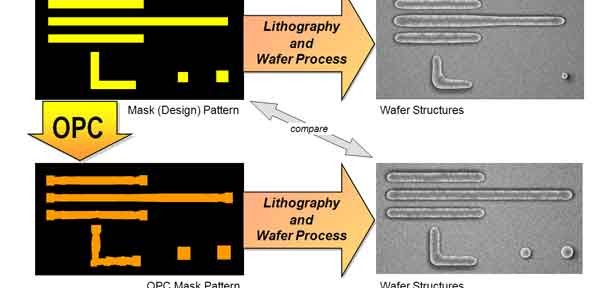 Lithography
and
Wafer Process
Mask (Design) Pattern
Wafer Structures
OPC
compare
Lithography
and
Wafer Process
OPC Mask Pattern
Wafer Structures